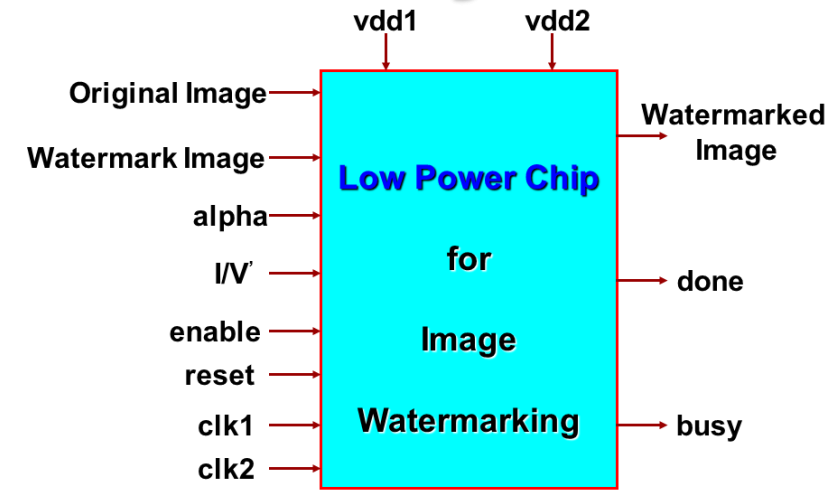 vdd1
vdd2
Original Image
Watermark Image
alpha
I/V’
enable
reset
clk1
clk2
Low Power Chip
for
Image
Watermarking
Watermarked
Image
done
busy